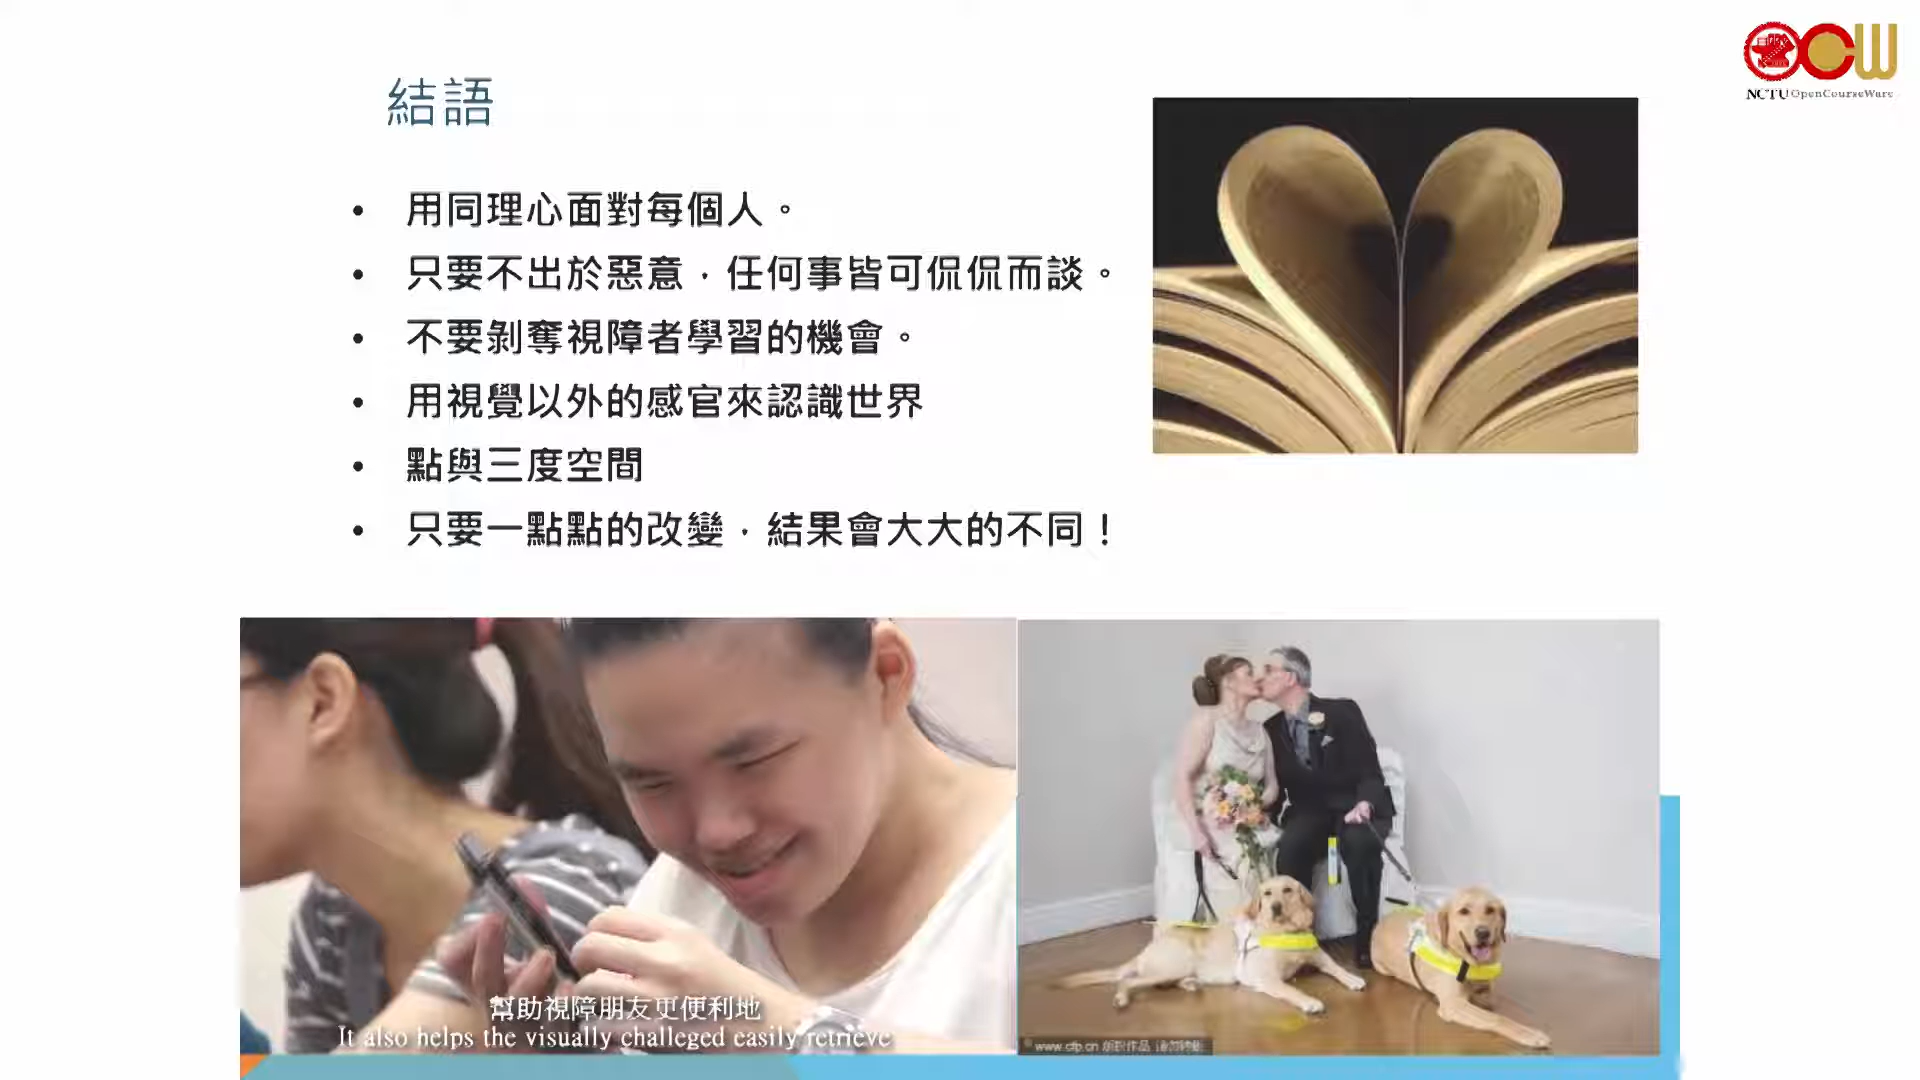 NCTU OpenCourseWare
結語
• 用同理心面對每個人。
• 只要不出於惡意，任何事皆可侃侃而談。
• 不要剝奪視障者學習的機會。
• 用視覺以外的感官來認識世界
• 點與三度空間
• 只要一點點的改變，結果會大大的不同！
幫助視障朋友更便利地
It also helps the visually challeged easily retrieve
www.cfp.cn